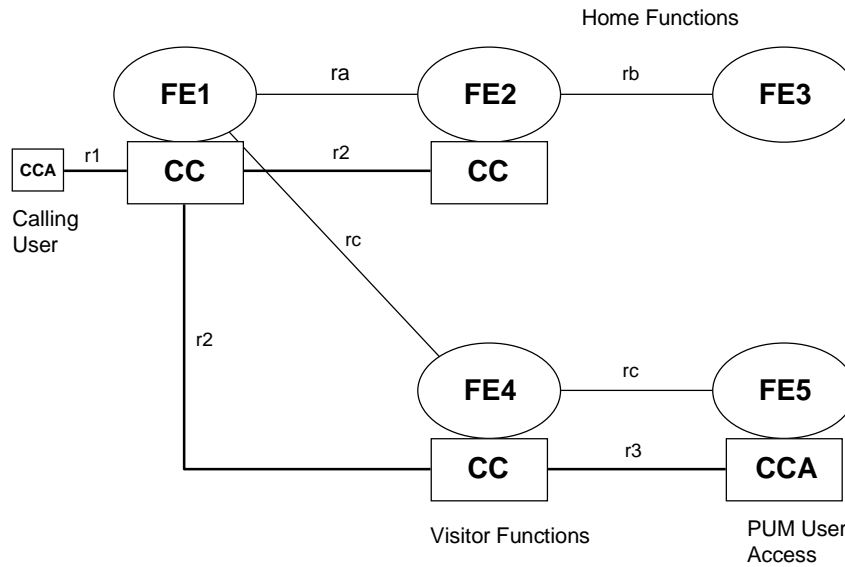 Home Functions
FE1
ra
FE2
rb
FE3
CCA
r1
CC
r2
CC
Calling
User
rc
r2
FE4
rc
FE5
CC
r3
CCA
Visitor Functions
PUM User
Access